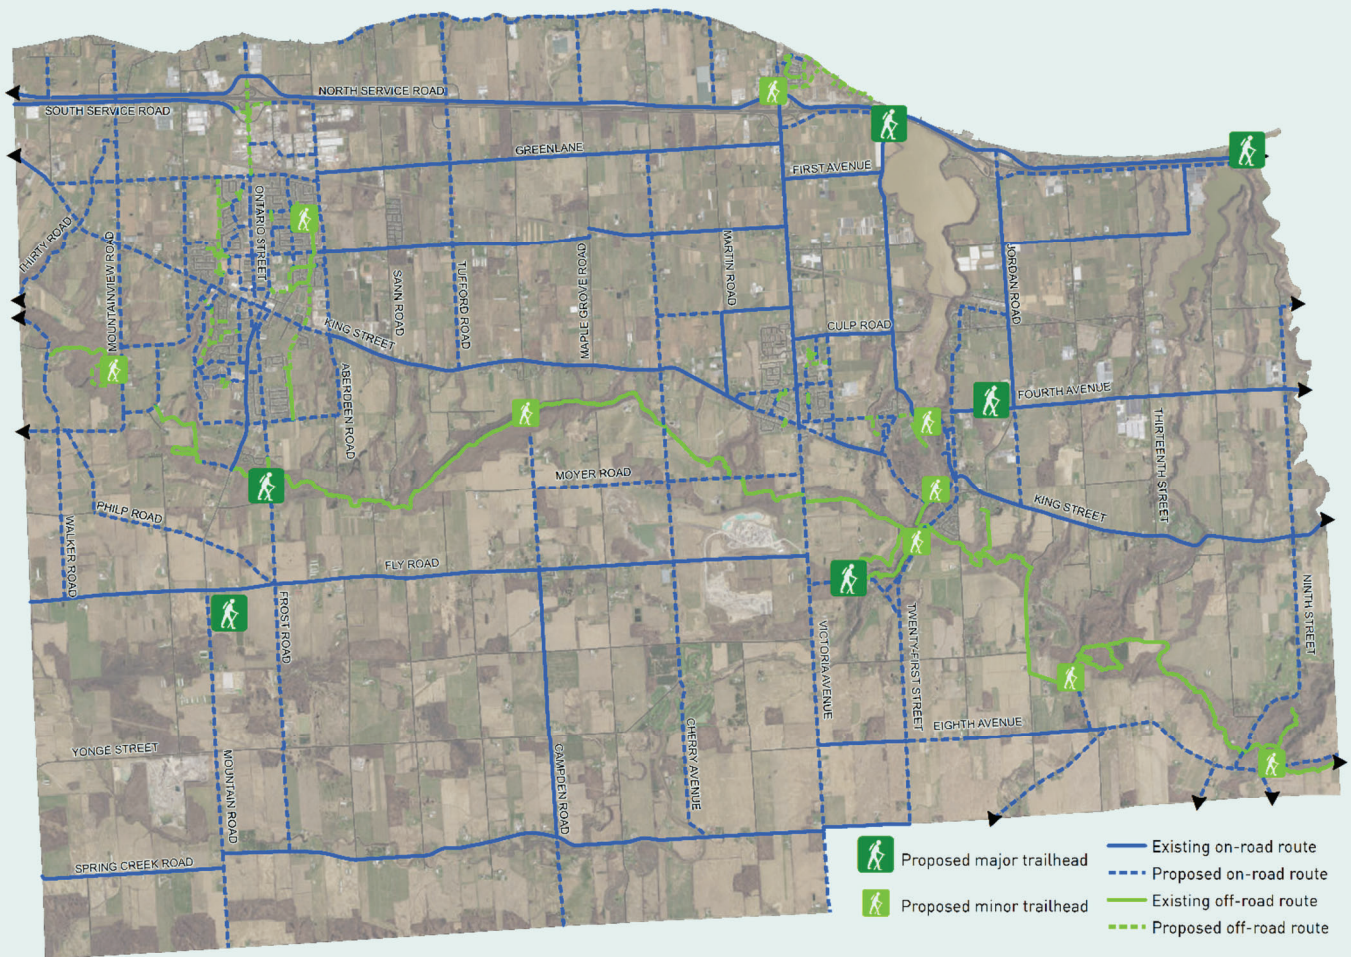 NORTH SERVICE ROAD
SOUTH SERVICE ROAD
GREENLANE
FIRST AVENUE
THIRTY ROAD
MOUNTAINVIEW ROAD
ONTARIO STREET
SANN ROAD
TUFFORD ROAD
MAPLE GROVE ROAD
MARTIN ROAD
JORDAN ROAD
KING STREET
CULP ROAD
ABERDEEN ROAD
FOURTH AVENUE
THIRTEENTH STREET
MOYER ROAD
KING STREET
PHILP ROAD
WALKER ROAD
FLY ROAD
FROST ROAD
VICTORIA AVENUE
TWENTY-FIRST STREET
NINTH STREET
EIGHTH AVENUE
YONGE STREET
MOUNTAIN ROAD
CAMPDEN ROAD
CHERRY AVENUE
SPRING CREEK ROAD
Proposed major trailhead
Proposed minor trailhead
Existing on-road route
Proposed on-road route
Existing off-road route
Proposed off-road route